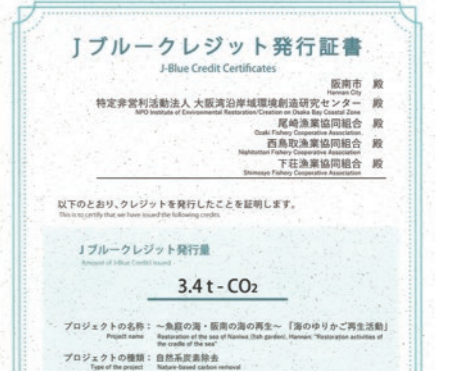 Jブルークレジット発行証書
J-Blue Credit Certificates
阪南市 殿
Hannan City
特定非営利活動法人 大阪湾沿岸域環境創造研究センター 殿
NPO Institute of Environmental Restoration/Creation on Osaka Bay Coastal Zone
尾崎漁業協同組合 殿
Ozaki Fishery Cooperative Association
西鳥取漁業協同組合 殿
Nishitottori Fishery Cooperative Association
下荘漁業協同組合 殿
Shimosyo Fishery Cooperative Association
以下のとおり、クレジットを発行したことを証明します。
This is to certify that we have issued the following credits.
Jブルークレジット発行量
Amount of J-Blue Credit issued
3.4 t - CO₂
プロジェクトの名称： ～魚庭の海・阪南の海の再生～「海のゆりかご再生活動」
Project name Restoration of the sea of Naniwa (fish garden), Hannan: "Restoration activities of
the cradle of the sea"
プロジェクトの種類： 自然系炭素除去
Type of the project Nature-based carbon removal